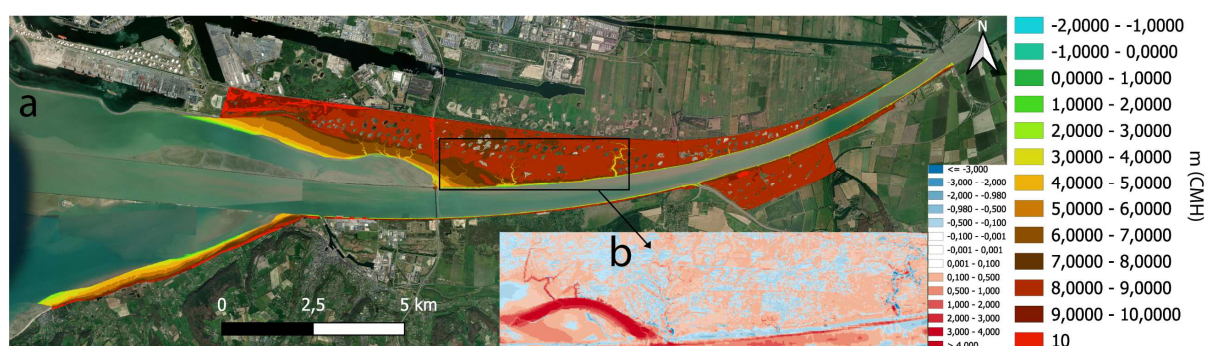 a
N
0 2,5 5 km
b
<= -3,000
-3,000 - -2,000
-2,000 - -0.980
-0,980 - -0,500
-0,500 - -0,100
-0,100 - -0,001
-0,001 - 0,001
0,001 - 0,100
0,100 - 0,500
0,500 - 1,000
1,000 - 2,000
2,000 - 3,000
3,000 - 4,000
> 4,000
-2,0000 - -1,0000
-1,0000 - 0,0000
0,0000 - 1,0000
1,0000 - 2,0000
2,0000 - 3,0000
3,0000 - 4,0000
4,0000 - 5,0000
5,0000 - 6,0000
6,0000 - 7,0000
7,0000 - 8,0000
8,0000 - 9,0000
9,0000 - 10,0000
10
m (CMH)